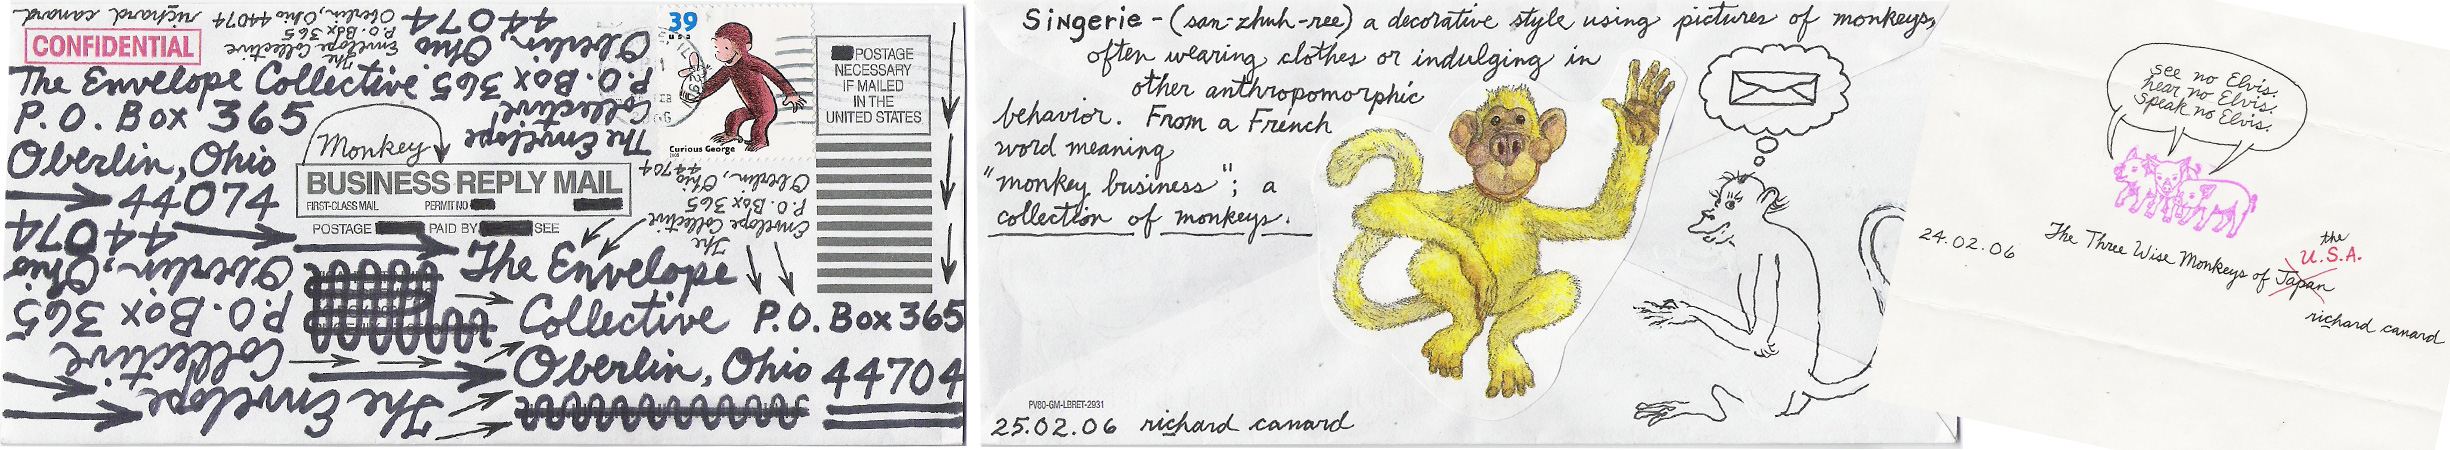 richard canard
The Envelope Collective
P.O. Box 365
Oberlin, Ohio 44074
The Envelope
Collective
P.O. Box 365
Oberlin, Ohio
44074
CONFIDENTIAL
The Envelope Collective
P.O. Box 365
Oberlin, Ohio
44074
39
USA
Curious George
POSTAGE
NECESSARY
IF MAILED
IN THE
UNITED STATES
Monkey
BUSINESS REPLY MAIL
FIRST-CLASS MAIL PERMIT NO
POSTAGE PAID BY SEE
The
Envelope Collective
P.O. Box 365
Oberlin, Ohio
44704
The Envelope
Collective P.O. Box 365
Oberlin, Ohio 44704
The Envelope
Collective
P.O. Box 365
Oberlin, Ohio
44074
Singerie - (san-zhuh-ree) a decorative style using pictures of monkeys,
often wearing clothes or indulging in
other anthropomorphic
behavior. From a French
word meaning
"monkey business"; a
collection of monkeys.
PV80-GM-LBRET-2931
25.02.06 richard canard
see no Elvis.
hear no Elvis.
speak no Elvis.
24.02.06 The Three Wise Monkeys of Japan
the
U.S.A.
richard canard